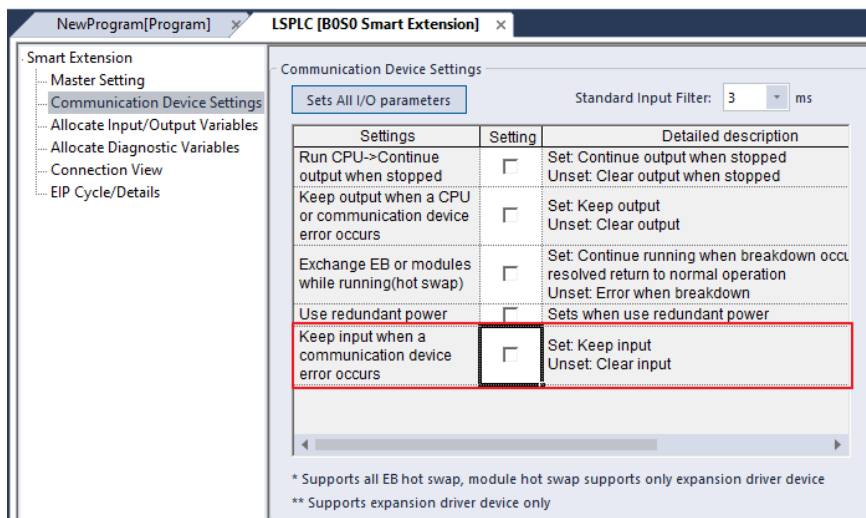 NewProgram[Program]
LSPLC [B0S0 Smart Extension]
Smart Extension
Master Setting
Communication Device Settings
Allocate Input/Output Variables
Allocate Diagnostic Variables
Connection View
EIP Cycle/Details
Communication Device Settings
Sets All I/O parameters
Standard Input Filter: 3 ms
Settings Setting Detailed description
Run CPU->Continue
output when stopped
Set: Continue output when stopped
Unset: Clear output when stopped
Keep output when a CPU
or communication device
error occurs
Set: Keep output
Unset: Clear output
Exchange EB or modules
while running(hot swap)
Set: Continue running when breakdown occu
resolved return to normal operation
Unset: Error when breakdown
Use redundant power
Sets when use redundant power
Keep input when a
communication device
error occurs
Set: Keep input
Unset: Clear input
* Supports all EB hot swap, module hot swap supports only expansion driver device
** Supports expansion driver device only